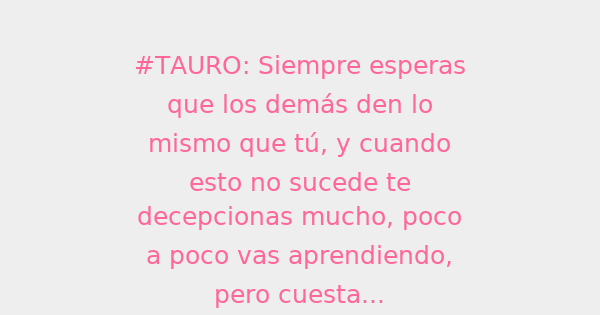 #TAURO: Siempre esperas
que los demás den lo
mismo que tú, y cuando
esto no sucede te
decepcionas mucho, poco
a poco vas aprendiendo,
pero cuesta...